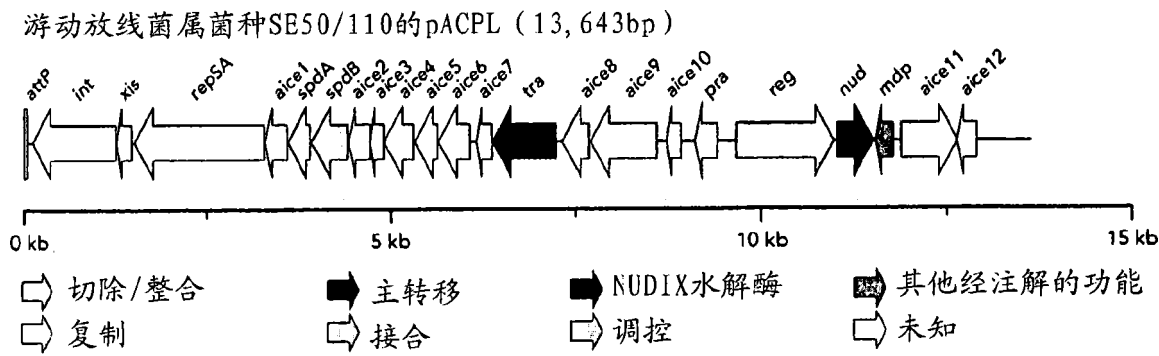 游动放线菌属菌种SE50/110的pACPL (13,643bp)
attP int xis repSA aice1 spdA spdB aice2 aice3 aice4 aice5 aice6 aice7 tra aice8 aice9 aice10 pra reg nud mdp aice11 aice12
0 kb 5 kb 10 kb 15 kb
切除/整合 主转移 NUDIX水解酶 其他经注解的功能
复制 接合 调控 未知